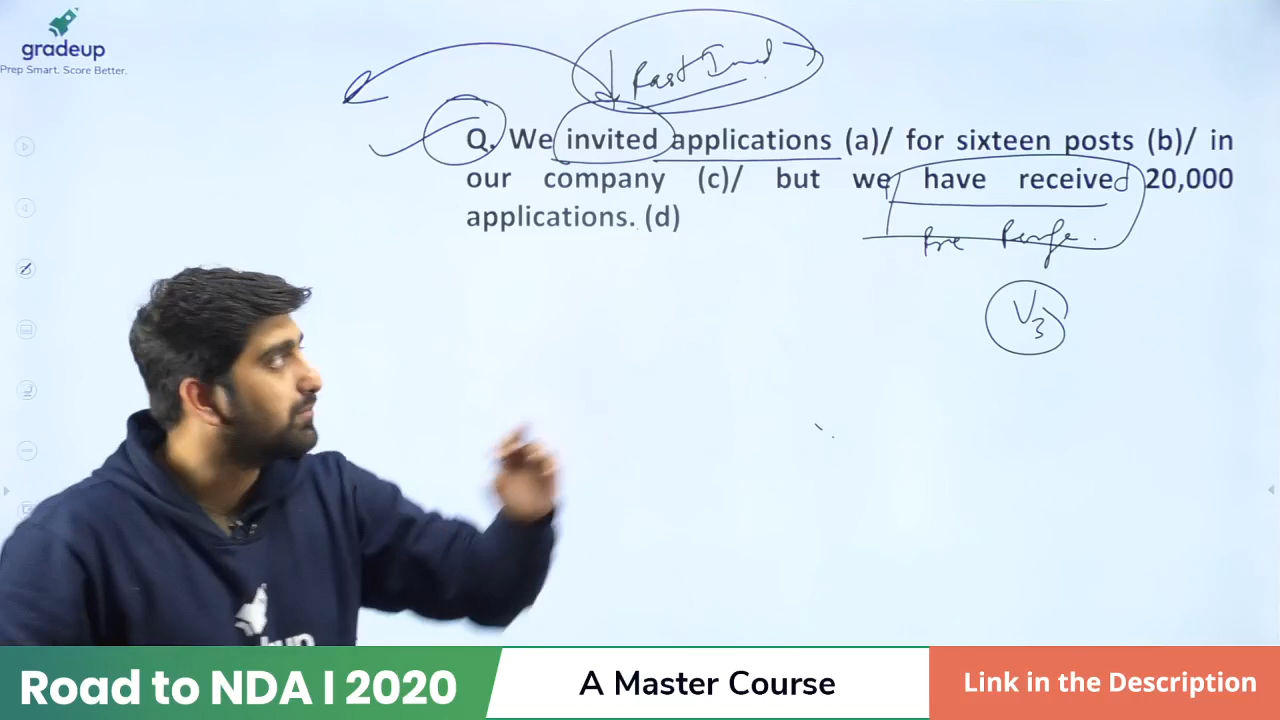 gradeup
Prep Smart. Score Better.
Past Ind
Q. We invited applications (a)/ for sixteen posts (b)/ in
our company (c)/ but we have received 20,000
applications. (d)
Pre
V3
Road to NDA | 2020
A Master Course
Link in the Description